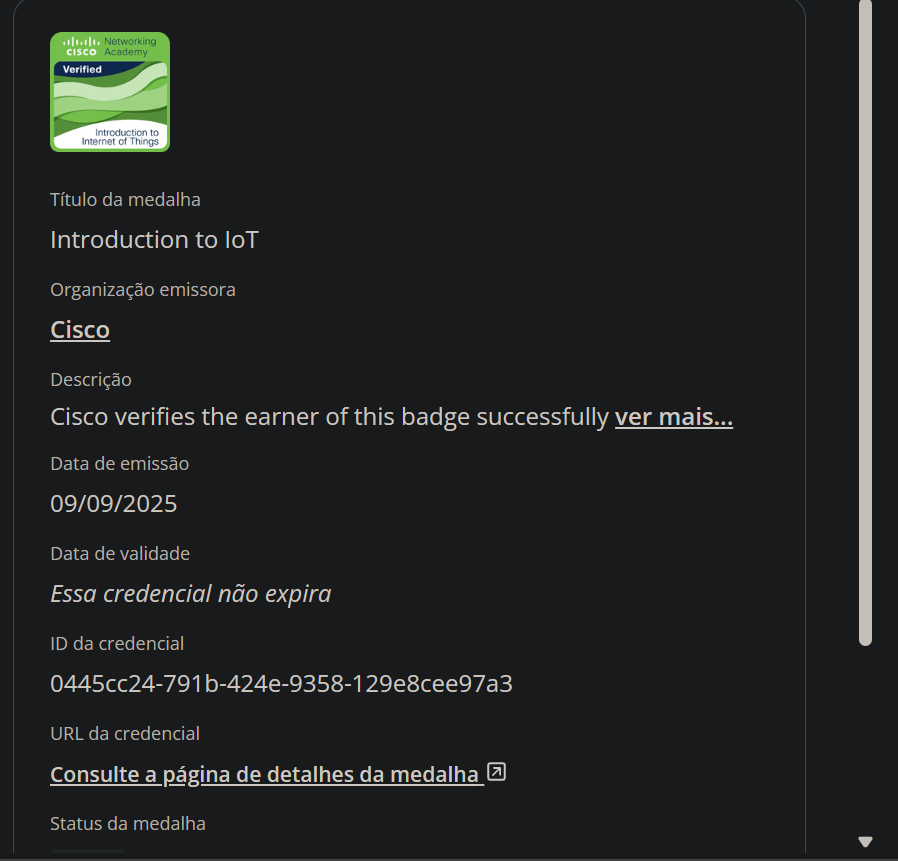 CISCO
Networking
Academy
Verified
Introduction to
Internet of Things
Título da medalha
Introduction to IoT
Organização emissora
Cisco
Descrição
Cisco verifies the earner of this badge successfully ver mais...
Data de emissão
09/09/2025
Data de validade
Essa credencial não expira
ID da credencial
0445cc24-791b-424e-9358-129e8cee97a3
URL da credencial
Consulte a página de detalhes da medalha
Status da medalha